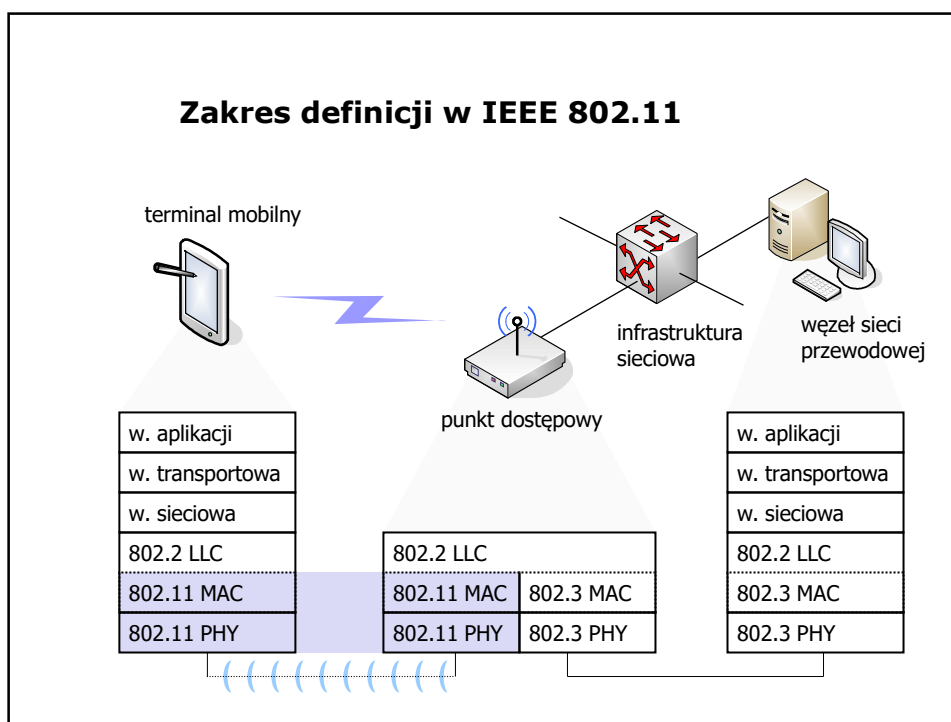 Zakres definicji w IEEE 802.11
terminal mobilny
infrastruktura
sieciowa
węzeł sieci
przewodowej
punkt dostępowy
w. aplikacji
w. transportowa
w. sieciowa
802.2 LLC
802.11 MAC
802.11 PHY
802.2 LLC
802.11 MAC
802.3 MAC
802.11 PHY
802.3 PHY
w. aplikacji
w. transportowa
w. sieciowa
802.2 LLC
802.3 MAC
802.3 PHY